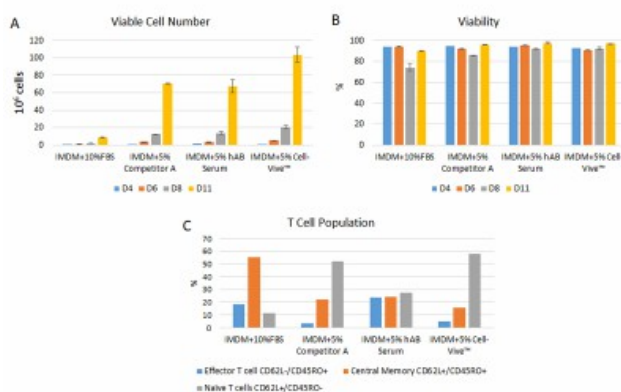 A
Viable Cell Number
10⁶ cells
120
100
80
60
40
20
0
IMDM+10%FBS
IMDM+5% Competitor A
IMDM+5% hAB Serum
IMDM+5% Cell-Vive™
D4 D6 D8 D11
B
Viability
%
100
80
60
40
20
0
IMDM+10%FBS
IMDM+5% Competitor A
IMDM+5% hAB Serum
IMDM+5% Cell-Vive™
D4 D6 D8 D11
C
T Cell Population
%
70
60
50
40
30
20
10
0
IMDM+10%FBS
IMDM+5% Competitor A
IMDM+5% hAB Serum
IMDM+5% Cell-Vive™
Effector T cell CD62L-/CD45RO+
Central Memory CD62L+/CD45RO+
Naive T cells CD62L+/CD45RO-